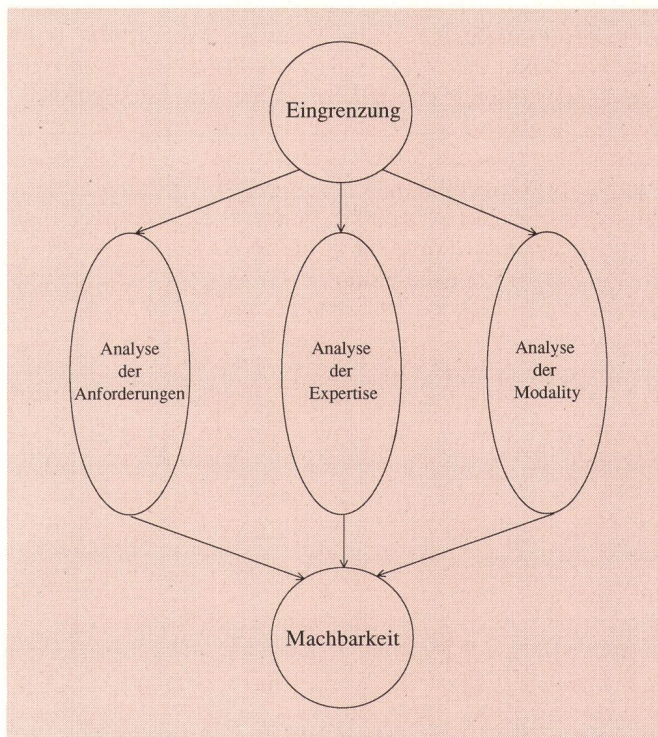 Eingrenzung
Analyse
der
Anforderungen
Analyse
der
Expertise
Analyse
der
Modality
Machbarkeit